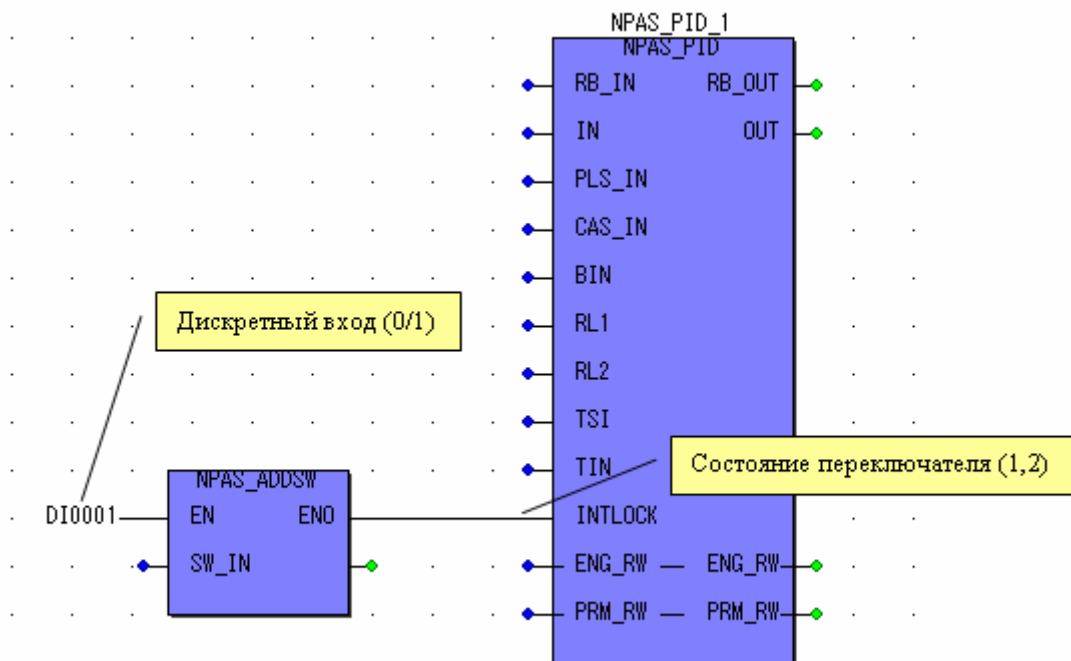 NPAS_PID_1
NPAS_PID
RB_IN RB_OUT
IN OUT
PLS_IN
CAS_IN
BIN
Дискретный вход (0/1)
RL1
RL2
TSI
TIN
Состояние переключателя (1,2)
NPAS_ADDSW
DI0001 EN ENO INTLOCK
SW_IN ENG_RW ENG_RW
PRM_RW PRM_RW